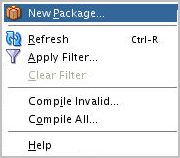 New Package...
Refresh Ctrl-R
Apply Filter...
Clear Filter
Compile Invalid...
Compile All...
Help